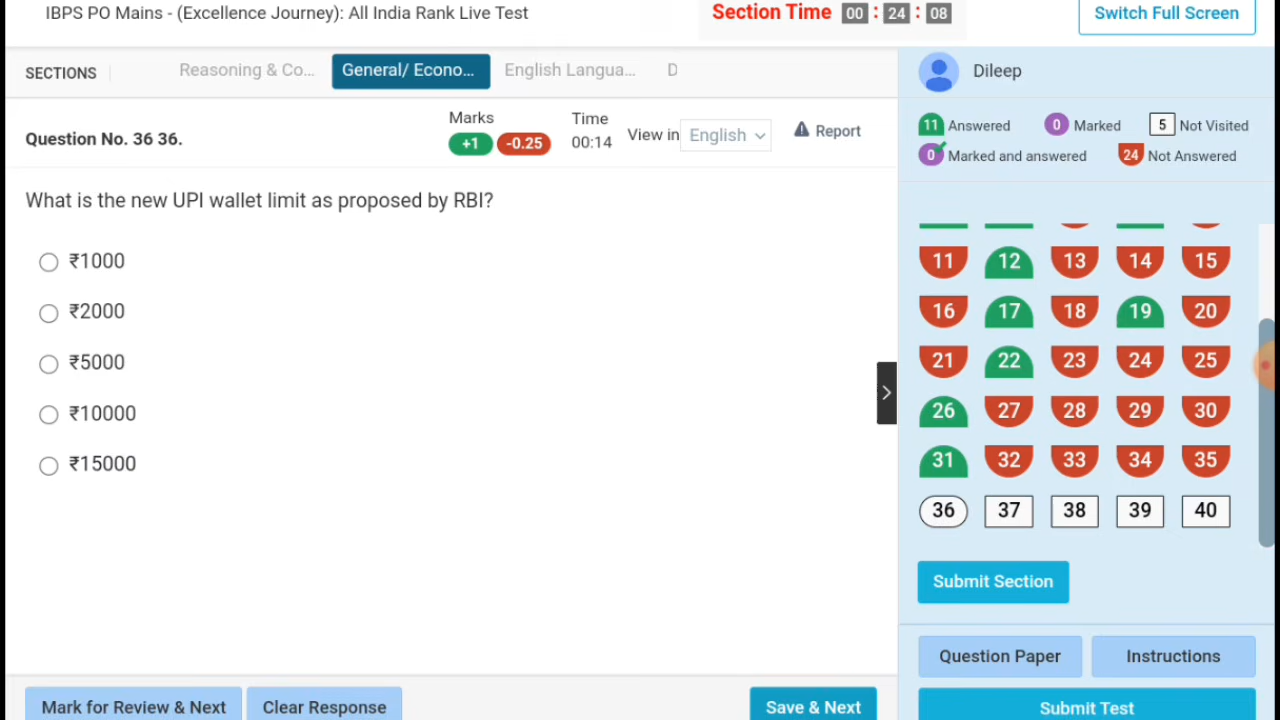 IBPS PO Mains - (Excellence Journey): All India Rank Live Test
Section Time 00 : 24 : 08
Switch Full Screen
SECTIONS
Reasoning & Co...
General/ Econo...
English Langua...
D
Dileep
11 Answered
0 Marked
5 Not Visited
0 Marked and answered
24 Not Answered
Question No. 36 36.
Marks
+1 -0.25
Time
00:14
View in English
Report
What is the new UPI wallet limit as proposed by RBI?
₹1000
₹2000
₹5000
₹10000
₹15000
11 12 13 14 15
16 17 18 19 20
21 22 23 24 25
26 27 28 29 30
31 32 33 34 35
36 37 38 39 40
Submit Section
Question Paper
Instructions
Mark for Review & Next
Clear Response
Save & Next
Submit Test